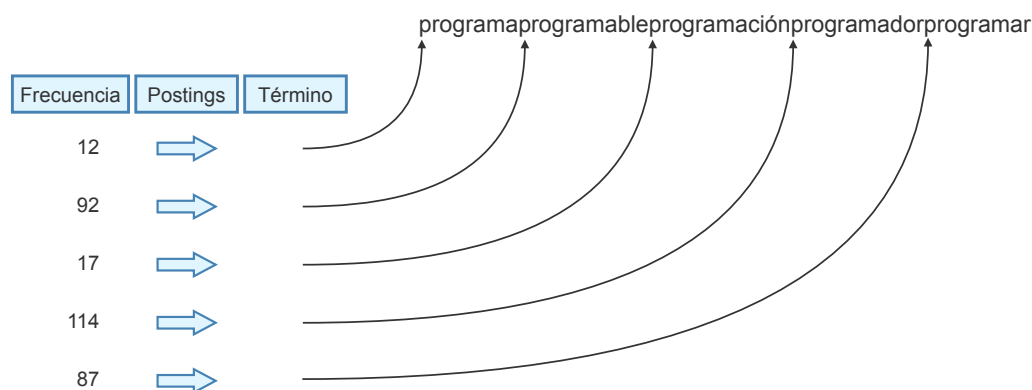 programaprogramableprogramaciónprogramadorprogramar
Frecuencia Postings Término
12
92
17
114
87